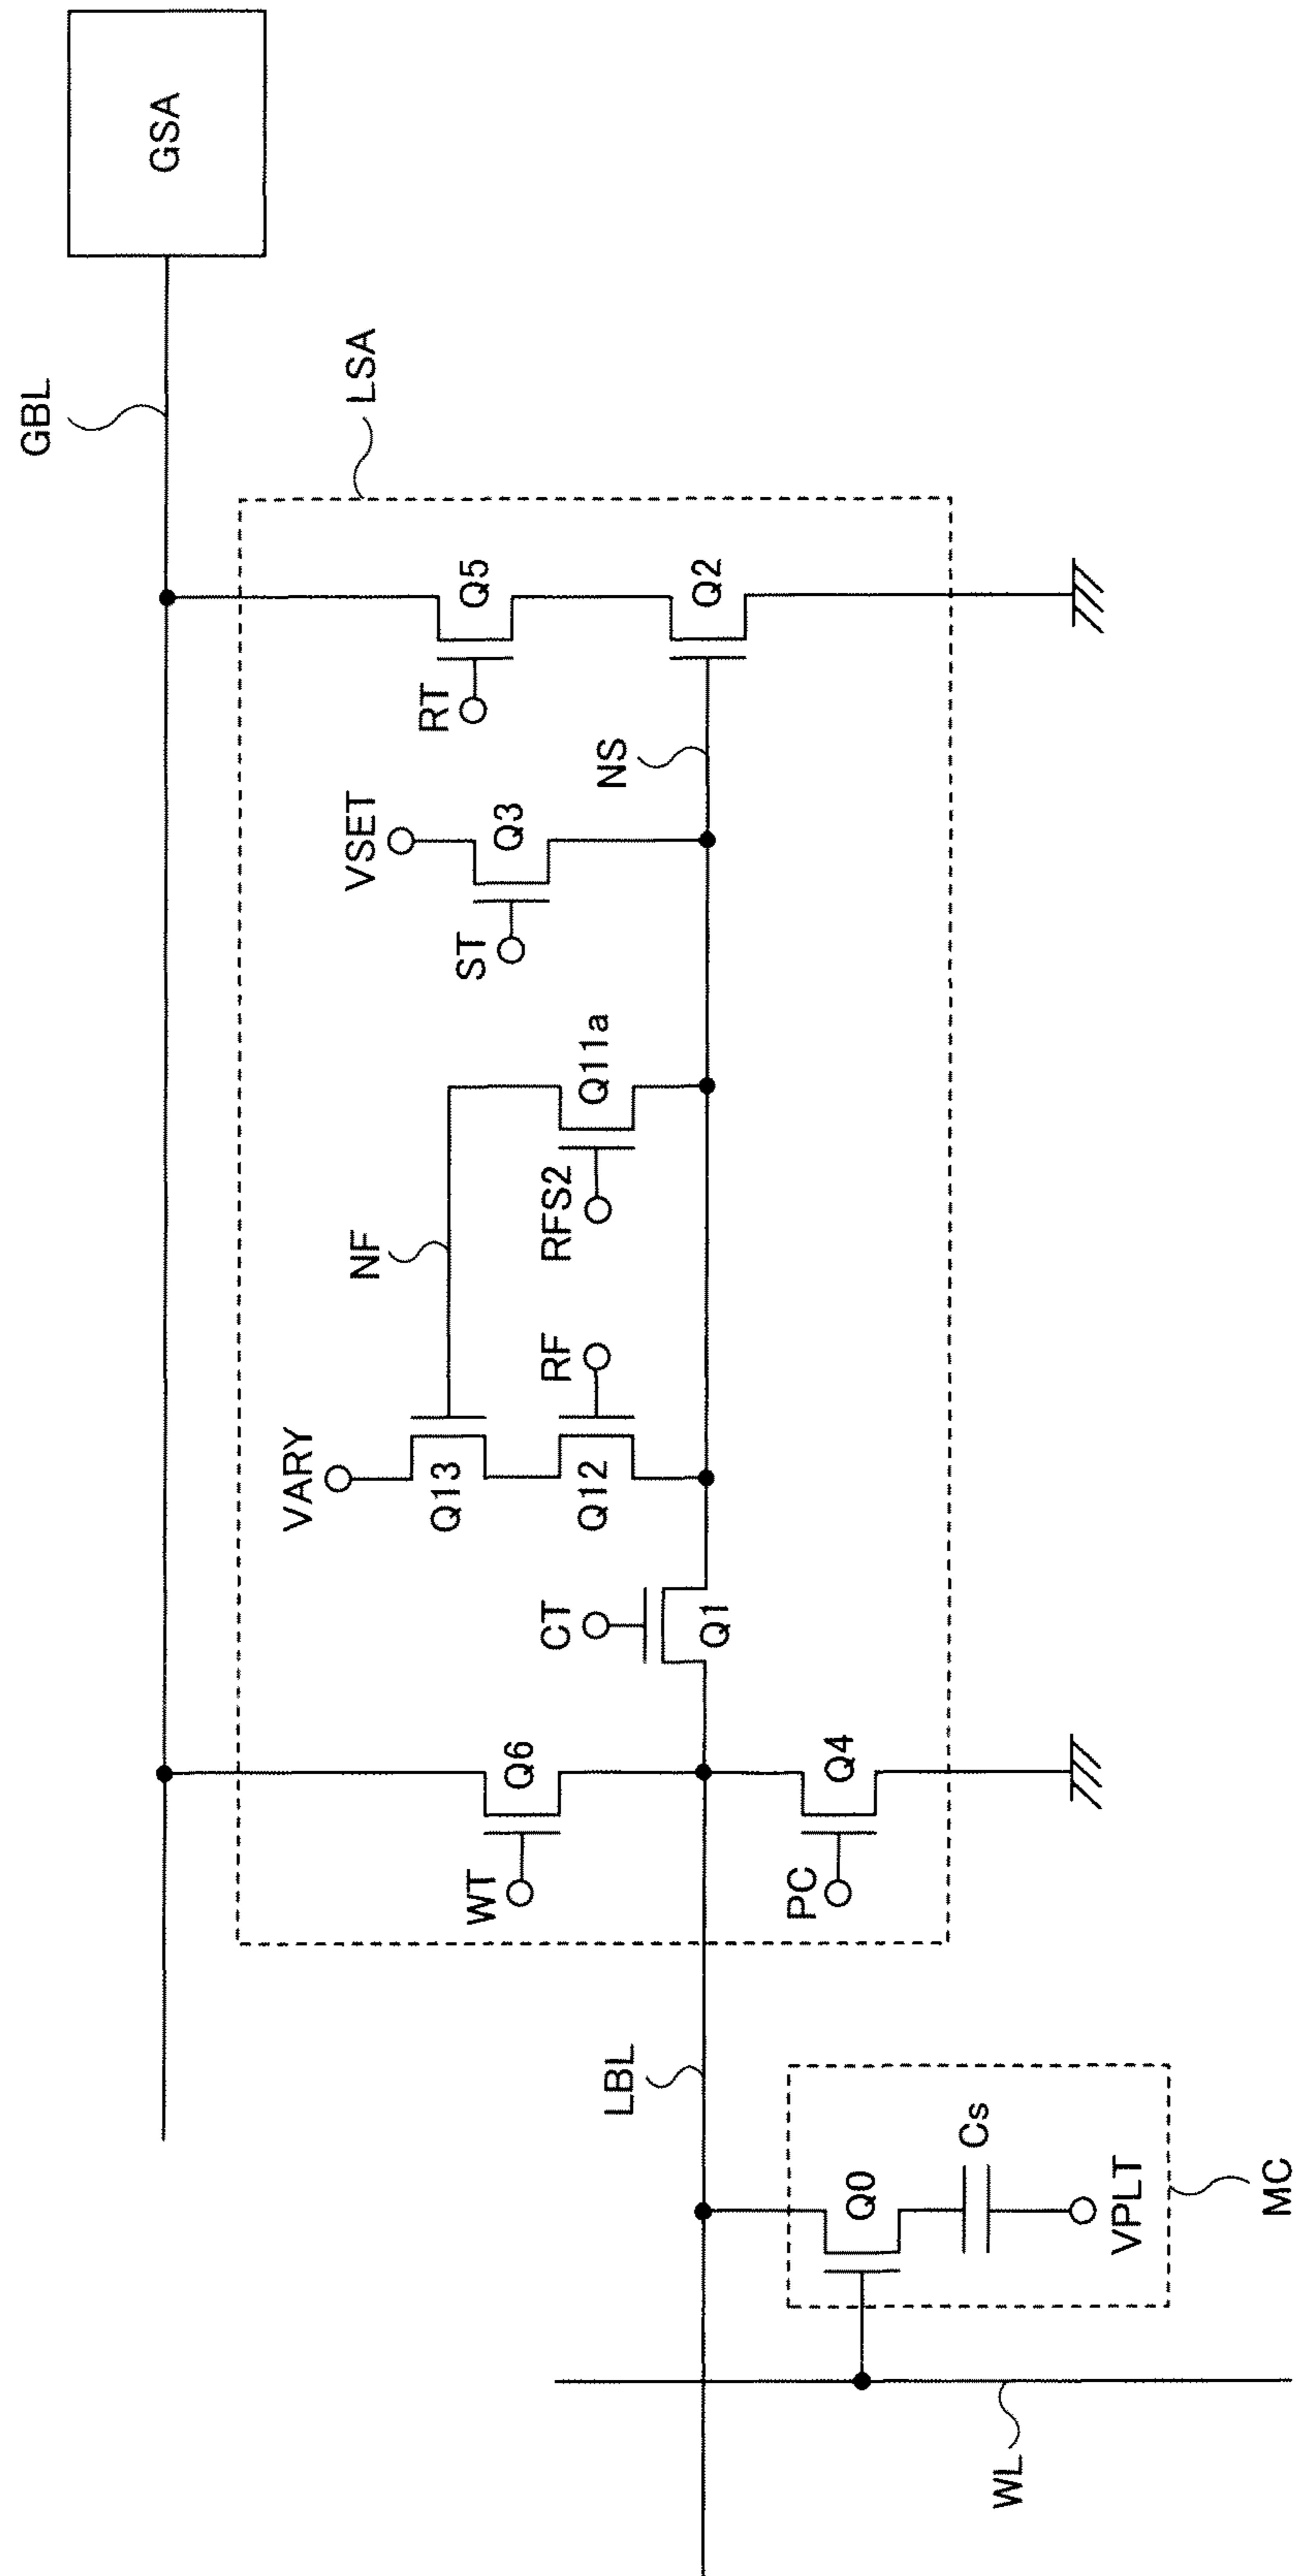 GSA
GBL
LSA
Q5
Q2
RT
NS
VSET
Q3
ST
Q11a
NF
RFS2
RF
VARY
Q13
Q12
CT
Q1
Q6
Q4
WT
PC
LBL
Cs
Q0
VPLT
MC
WL